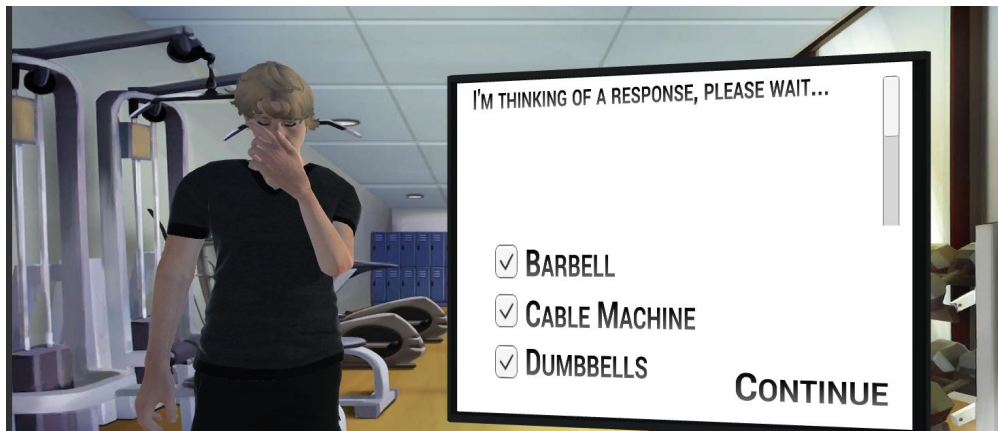 I'M THINKING OF A RESPONSE, PLEASE WAIT...
BARBELL
CABLE MACHINE
DUMBBELLS
CONTINUE